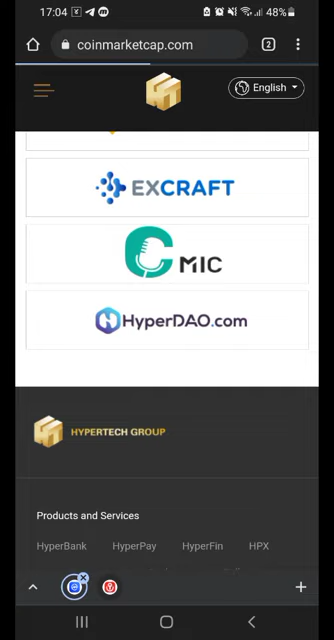 17:04
48%
coinmarketcap.com
2
English
EXCRAFT
MIC
HyperDAO.com
HYPERTECH GROUP
Products and Services
HyperBank HyperPay HyperFin HPX